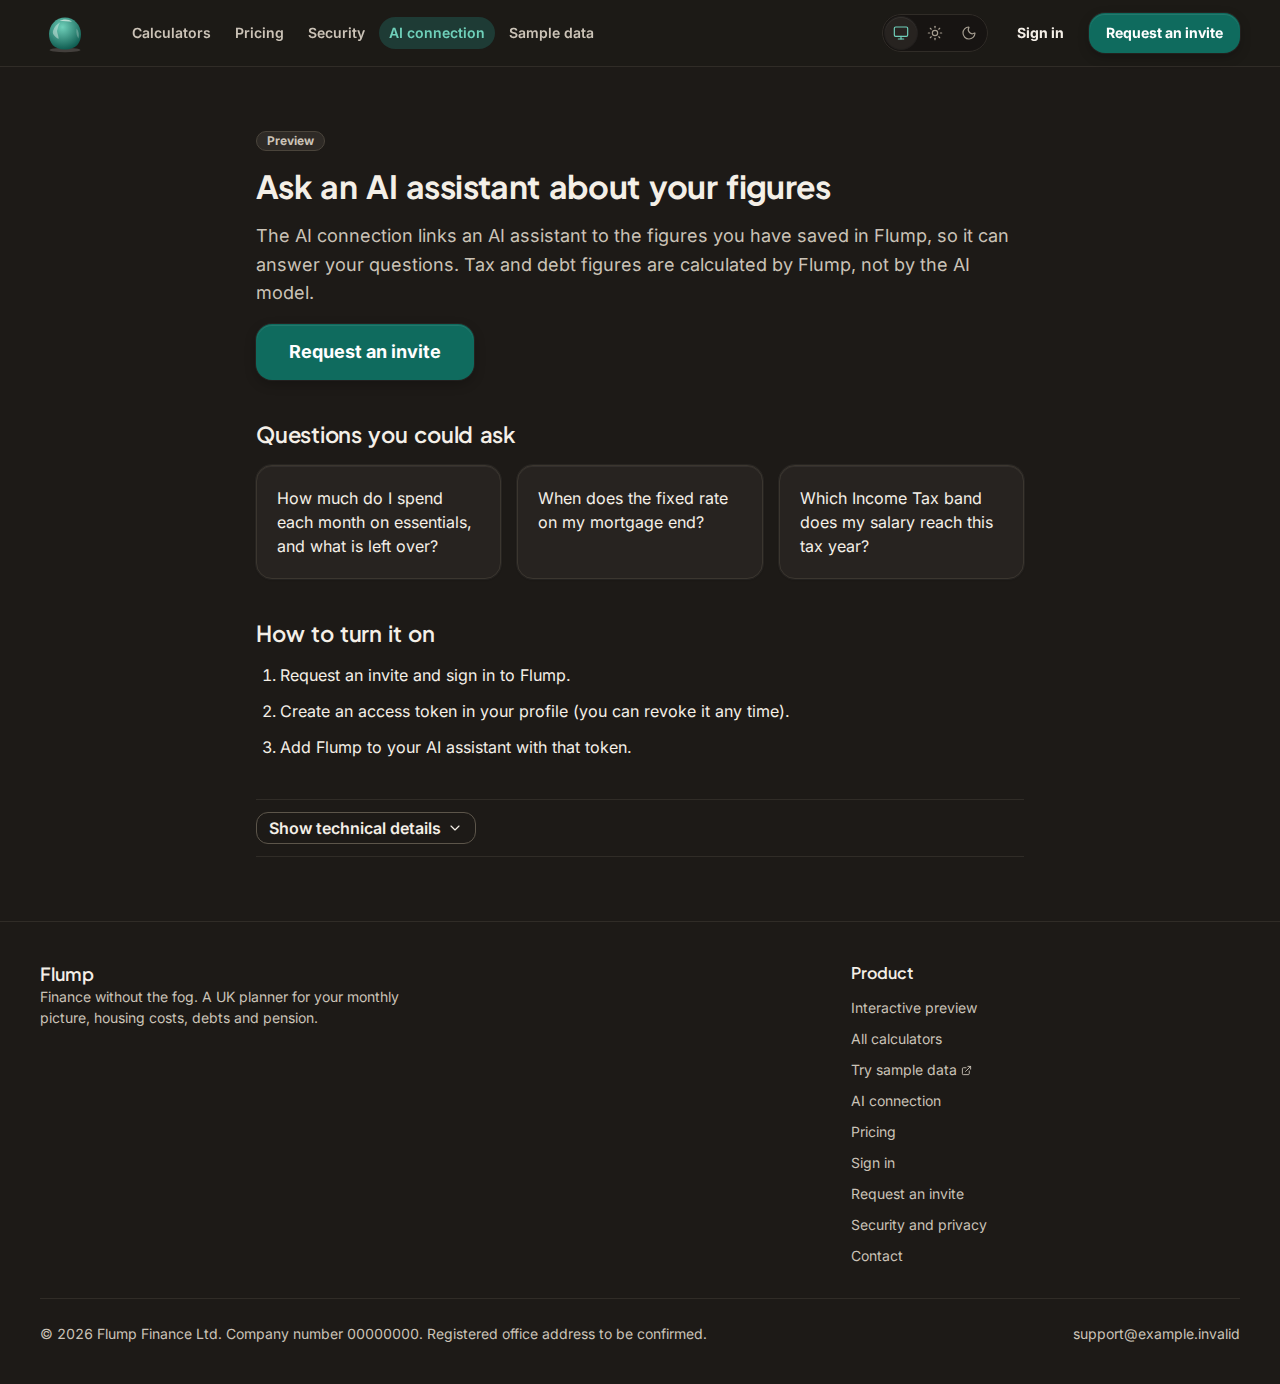 Calculators
Pricing
Security
AI connection
Sample data
Sign in
Request an invite
Preview
Ask an AI assistant about your figures
The AI connection links an AI assistant to the figures you have saved in Flump, so it can
answer your questions. Tax and debt figures are calculated by Flump, not by the AI
model.
Request an invite
Questions you could ask
How much do I spend
each month on essentials,
and what is left over?
When does the fixed rate
on my mortgage end?
Which Income Tax band
does my salary reach this
tax year?
How to turn it on
1. Request an invite and sign in to Flump.
2. Create an access token in your profile (you can revoke it any time).
3. Add Flump to your AI assistant with that token.
Show technical details
Flump
Finance without the fog. A UK planner for your monthly
picture, housing costs, debts and pension.
Product
Interactive preview
All calculators
Try sample data
AI connection
Pricing
Sign in
Request an invite
Security and privacy
Contact
© 2026 Flump Finance Ltd. Company number 00000000. Registered office address to be confirmed.
support@example.invalid